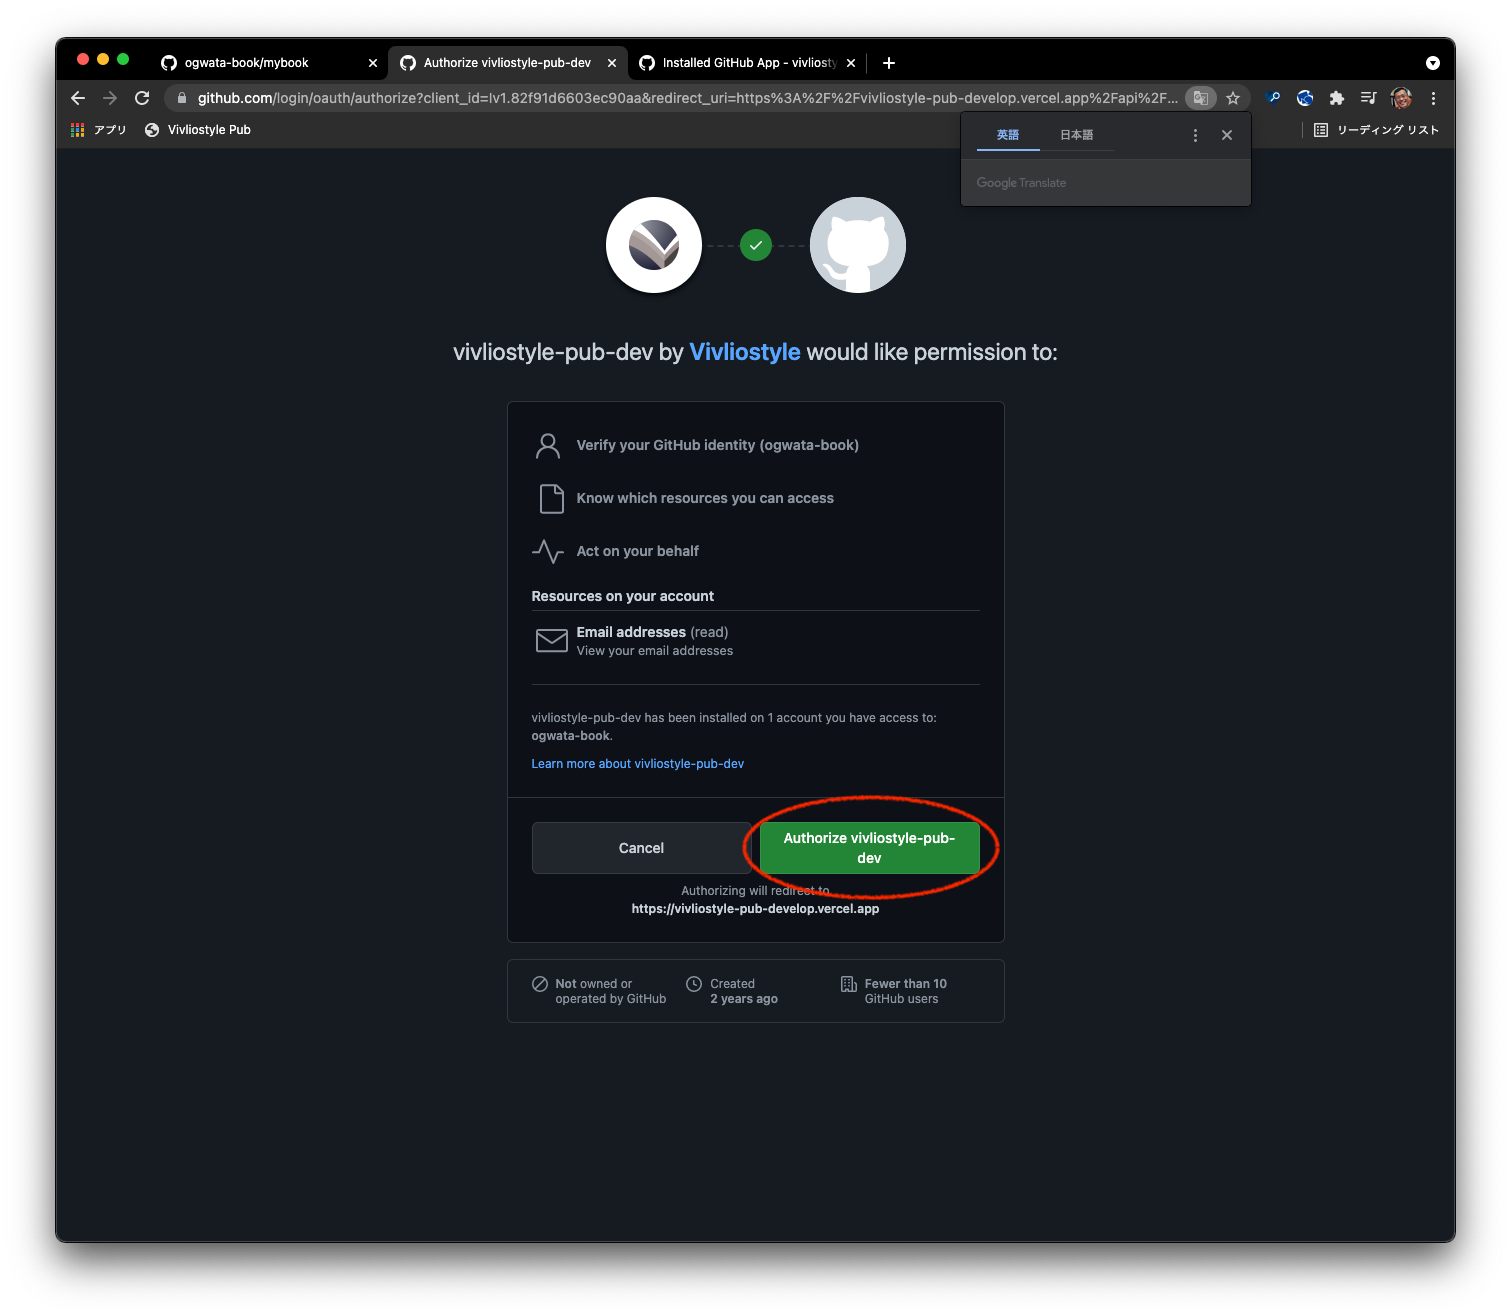 ogwata-book/mybook
Authorize vivliostyle-pub-dev
Installed GitHub App - vivliosty
github.com/login/oauth/authorize?client_id=Iv1.82f91d6603ec90aa&redirect_uri=https%3A%2F%2Fvivliostyle-pub-develop.vercel.app%2Fapi%2F...
アプリ
Vivliostyle Pub
リーディング リスト
英語
日本語
Google Translate
vivliostyle-pub-dev by Vivliostyle would like permission to:
Verify your GitHub identity (ogwata-book)
Know which resources you can access
Act on your behalf
Resources on your account
Email addresses (read)
View your email addresses
vivliostyle-pub-dev has been installed on 1 account you have access to:
ogwata-book.
Learn more about vivliostyle-pub-dev
Cancel
Authorize vivliostyle-pub-
dev
Authorizing will redirect to
https://vivliostyle-pub-develop.vercel.app
Not owned or
operated by GitHub
Created
2 years ago
Fewer than 10
GitHub users